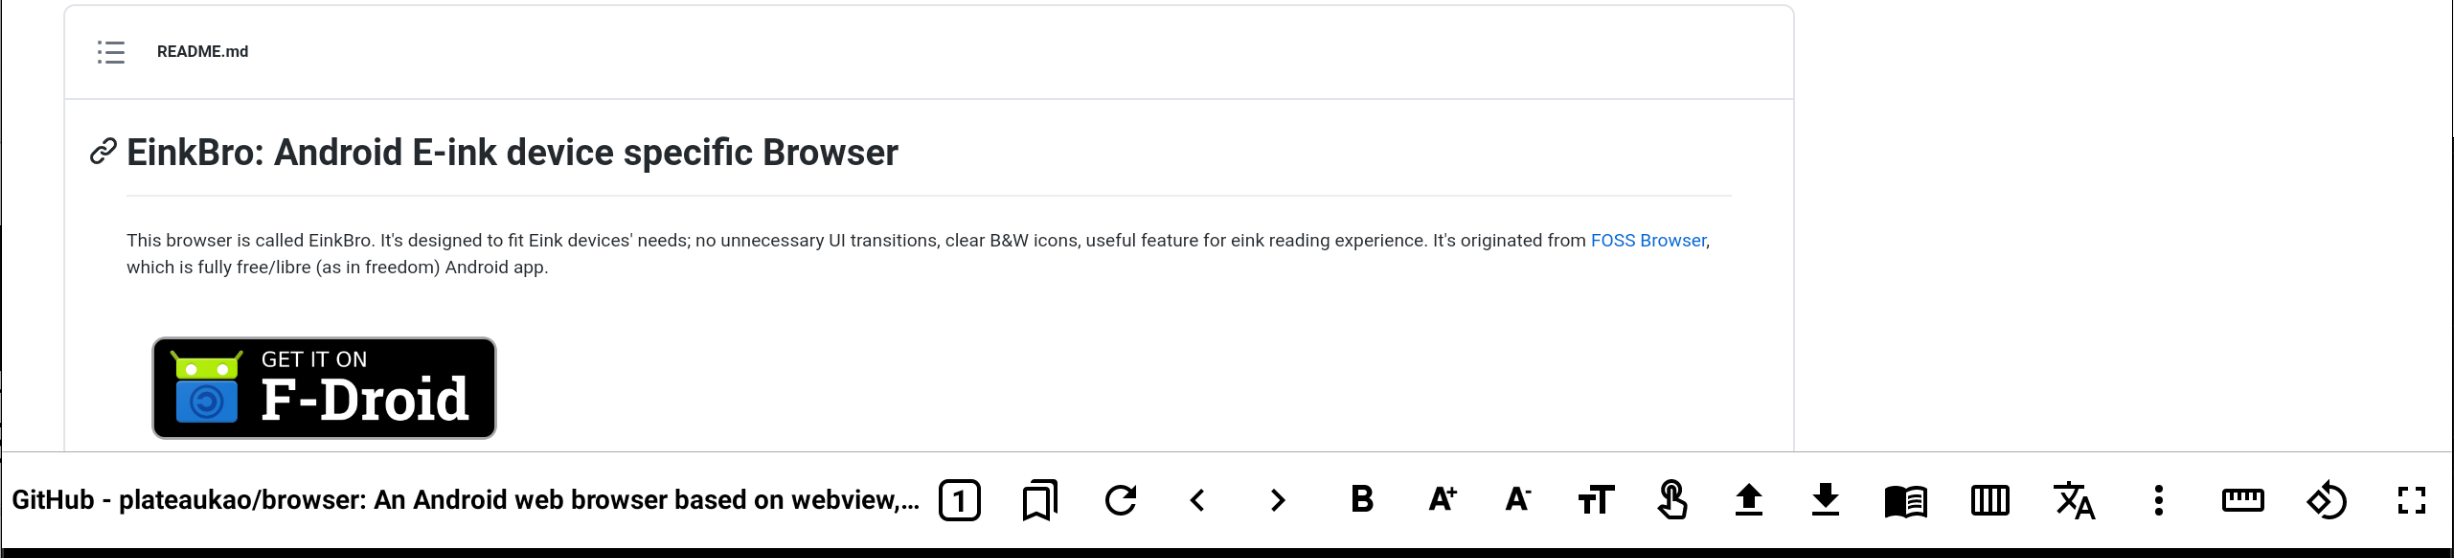 README.md
EinkBro: Android E-ink device specific Browser
This browser is called EinkBro. It's designed to fit Eink devices' needs; no unnecessary UI transitions, clear B&W icons, useful feature for eink reading experience. It's originated from FOSS Browser,
which is fully free/libre (as in freedom) Android app.
GET IT ON
F-Droid
GitHub - plateaukao/browser: An Android web browser based on webview,... 1 B A+ A- TT 文A